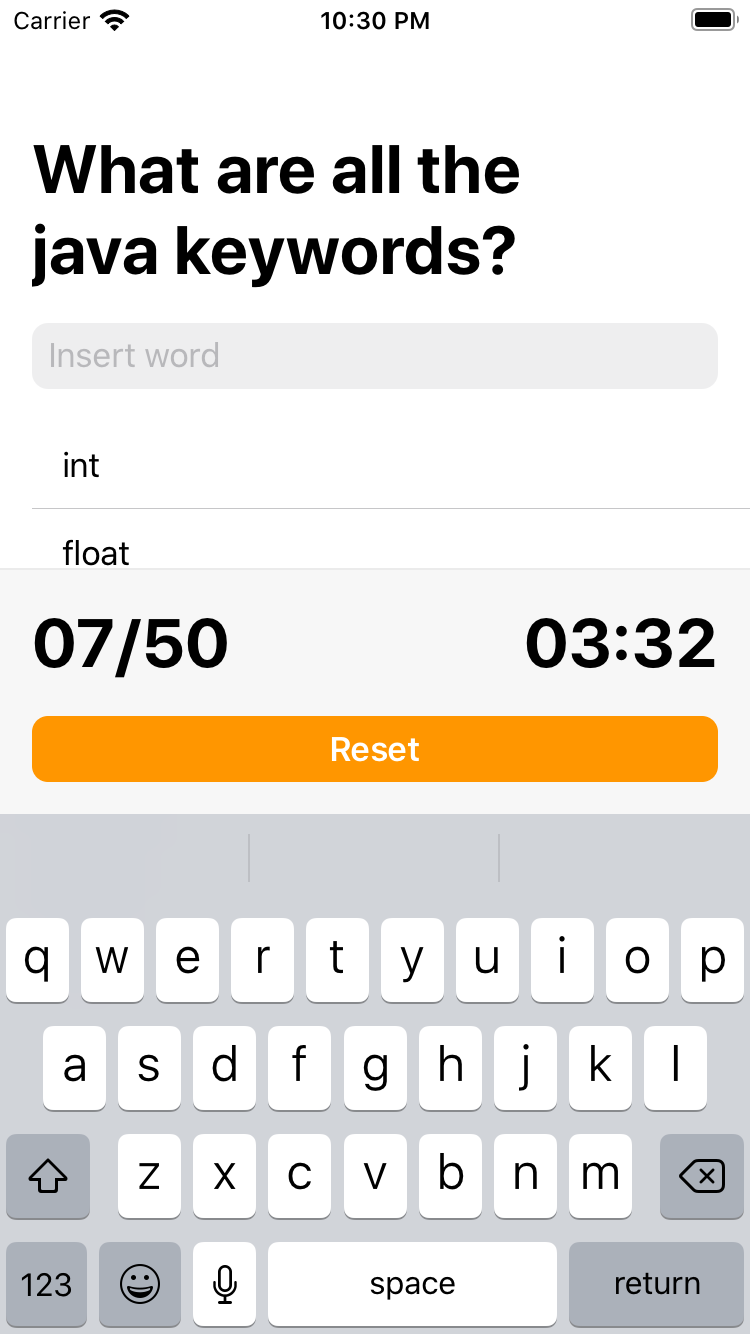 Carrier 10:30 PM
What are all the
java keywords?
Insert word
int
float
07/50 03:32
Reset
q w e r t y u i o p
a s d f g h j k l
z x c v b n m
123 space return